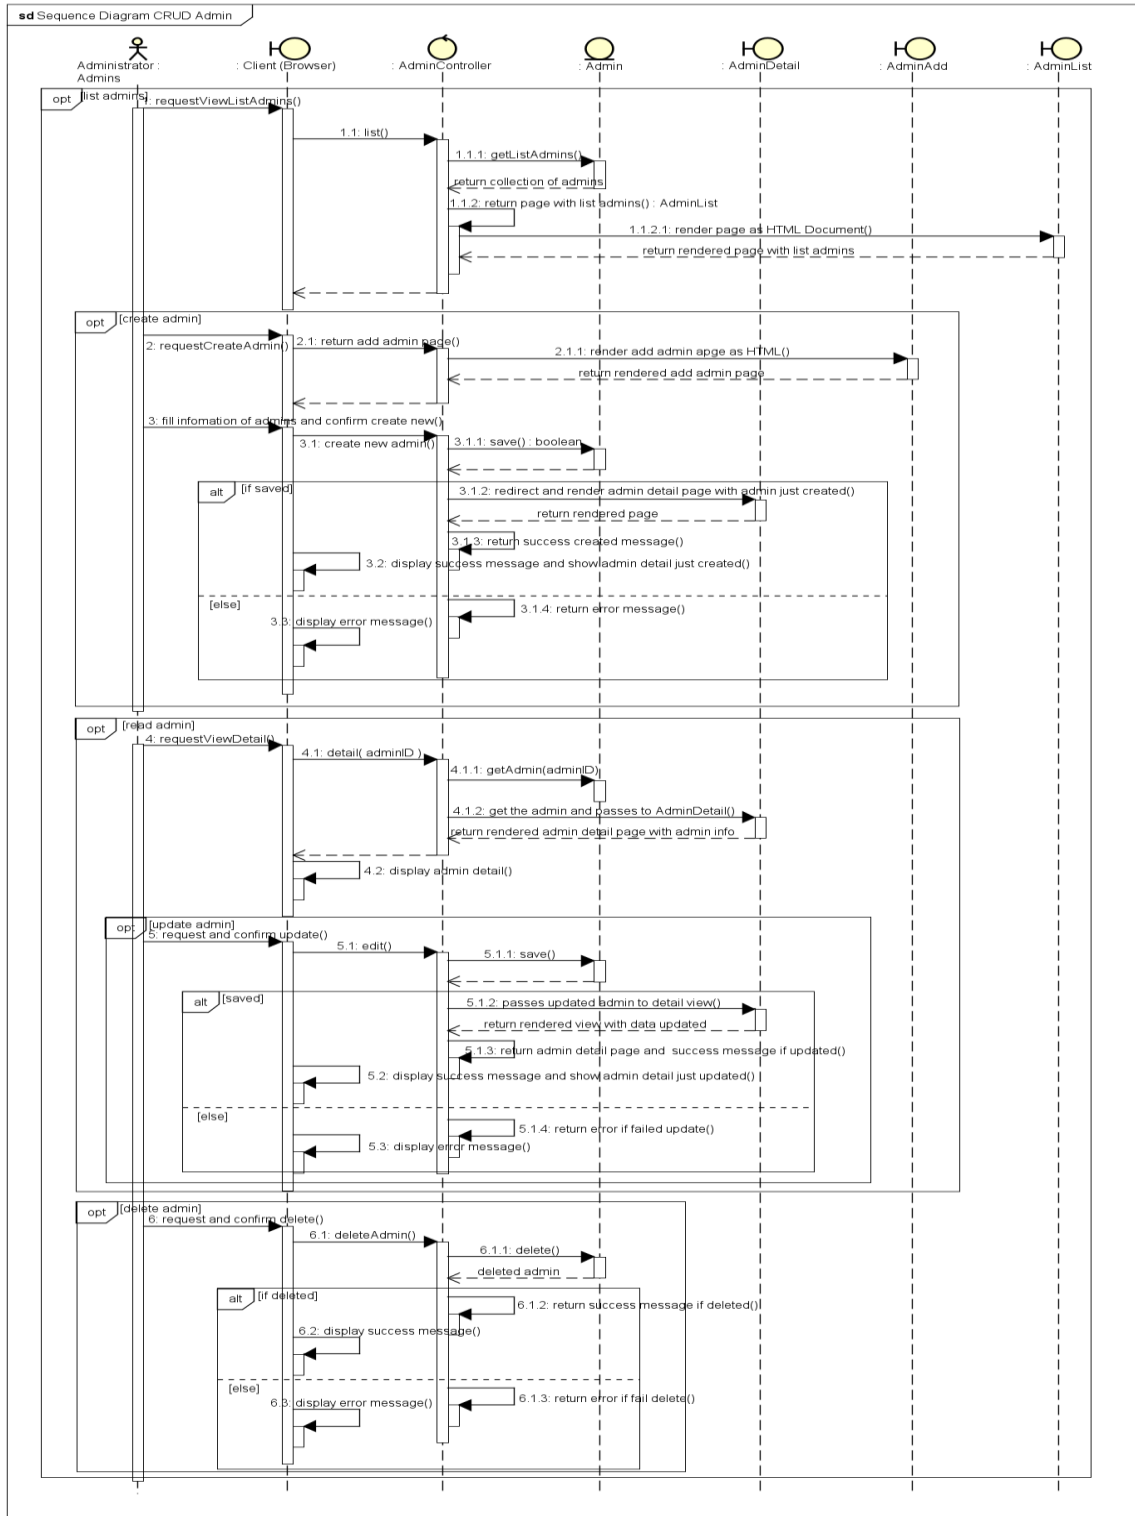 sd Sequence Diagram CRUD Admin
Administrator :
Admins
: Client (Browser)
: AdminController
: Admin
: AdminDetail
: AdminAdd
: AdminList
opt
[list admins]
1: requestViewListAdmins()
1.1: list()
1.1.1: getListAdmins()
return collection of admins
1.1.2: return page with list admins() : AdminList
1.1.2.1: render page as HTML Document()
return rendered page with list admins
opt
[create admin]
2: requestCreateAdmin()
2.1: return add admin page()
2.1.1: render add admin apge as HTML()
return rendered add admin page
3: fill infomation of admins and confirm create new()
3.1: create new admin()
3.1.1: save() : boolean
alt
[if saved]
3.1.2: redirect and render admin detail page with admin just created()
return rendered page
3.1.3: return success created message()
3.2: display success message and show admin detail just created()
[else]
3.1.4: return error message()
3.3: display error message()
opt
[read admin]
4: requestViewDetail()
4.1: detail( adminID )
4.1.1: getAdmin(adminID)
4.1.2: get the admin and passes to AdminDetail()
return rendered admin detail page with admin info
4.2: display admin detail()
opt
[update admin]
5: request and confirm update()
5.1: edit()
5.1.1: save()
alt
[saved]
5.1.2: passes updated admin to detail view()
return rendered view with data updated
5.1.3: return admin detail page and  success message if updated()
5.2: display success message and show admin detail just updated()
[else]
5.1.4: return error if failed update()
5.3: display error message()
opt
[delete admin]
6: request and confirm delete()
6.1: deleteAdmin()
6.1.1: delete()
deleted admin
alt
[if deleted]
6.1.2: return success message if deleted()
6.2: display success message()
[else]
6.1.3: return error if fail delete()
6.3: display error message()